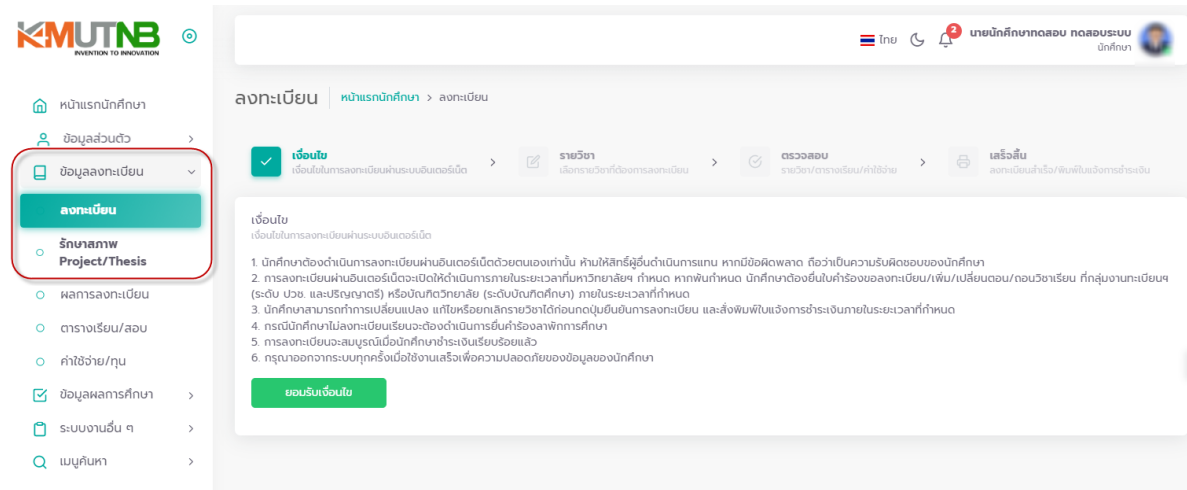 KMUTNB
INVENTION TO INNOVATION
ไทย
2
นายนักศึกษาทดสอบ ทดสอบระบบ
นักศึกษา
หน้าแรกนักศึกษา
ข้อมูลส่วนตัว
ข้อมูลลงทะเบียน
ลงทะเบียน
รักษาสภาพ
Project/Thesis
ผลการลงทะเบียน
ตารางเรียน/สอบ
ค่าใช้จ่าย/ทุน
ข้อมูลผลการศึกษา
ระบบงานอื่น ๆ
เมนูค้นหา
ลงทะเบียน หน้าแรกนักศึกษา > ลงทะเบียน
เงื่อนไข
เงื่อนไขในการลงทะเบียนผ่านระบบอินเตอร์เน็ต
รายวิชา
เลือกรายวิชาที่ต้องการลงทะเบียน
ตรวจสอบ
รายวิชา/ตารางเรียน/ค่าใช้จ่าย
เสร็จสิ้น
ลงทะเบียนสำเร็จ/พิมพ์ใบแจ้งการชำระเงิน
เงื่อนไข
เงื่อนไขในการลงทะเบียนผ่านระบบอินเตอร์เน็ต
1. นักศึกษาต้องดำเนินการลงทะเบียนผ่านอินเตอร์เน็ตด้วยตนเองเท่านั้น ห้ามให้สิทธิ์ผู้อื่นดำเนินการแทน หากมีข้อผิดพลาด ถือว่าเป็นความรับผิดชอบของนักศึกษา
2. การลงทะเบียนผ่านอินเตอร์เน็ตจะเปิดให้ดำเนินการภายในระยะเวลาที่มหาวิทยาลัยฯ กำหนด หากพ้นกำหนด นักศึกษาต้องยื่นใบคำร้องขอลงทะเบียน/เพิ่ม/เปลี่ยนตอน/ถอนวิชาเรียน ที่กลุ่มงานทะเบียนฯ
(ระดับ ปวช. และปริญญาตรี) หรือบัณฑิตวิทยาลัย (ระดับบัณฑิตศึกษา) ภายในระยะเวลาที่กำหนด
3. นักศึกษาสามารถทำการเปลี่ยนแปลง แก้ไขหรือยกเลิกรายวิชาได้ก่อนกดปุ่มยืนยันการลงทะเบียน และสั่งพิมพ์ใบแจ้งการชำระเงินภายในระยะเวลาที่กำหนด
4. กรณีนักศึกษาไม่ลงทะเบียนเรียนจะต้องดำเนินการยื่นคำร้องลาพักการศึกษา
5. การลงทะเบียนจะสมบูรณ์เมื่อนักศึกษาชำระเงินเรียบร้อยแล้ว
6. กรุณาออกจากระบบทุกครั้งเมื่อใช้งานเสร็จเพื่อความปลอดภัยของข้อมูลของนักศึกษา
ยอมรับเงื่อนไข